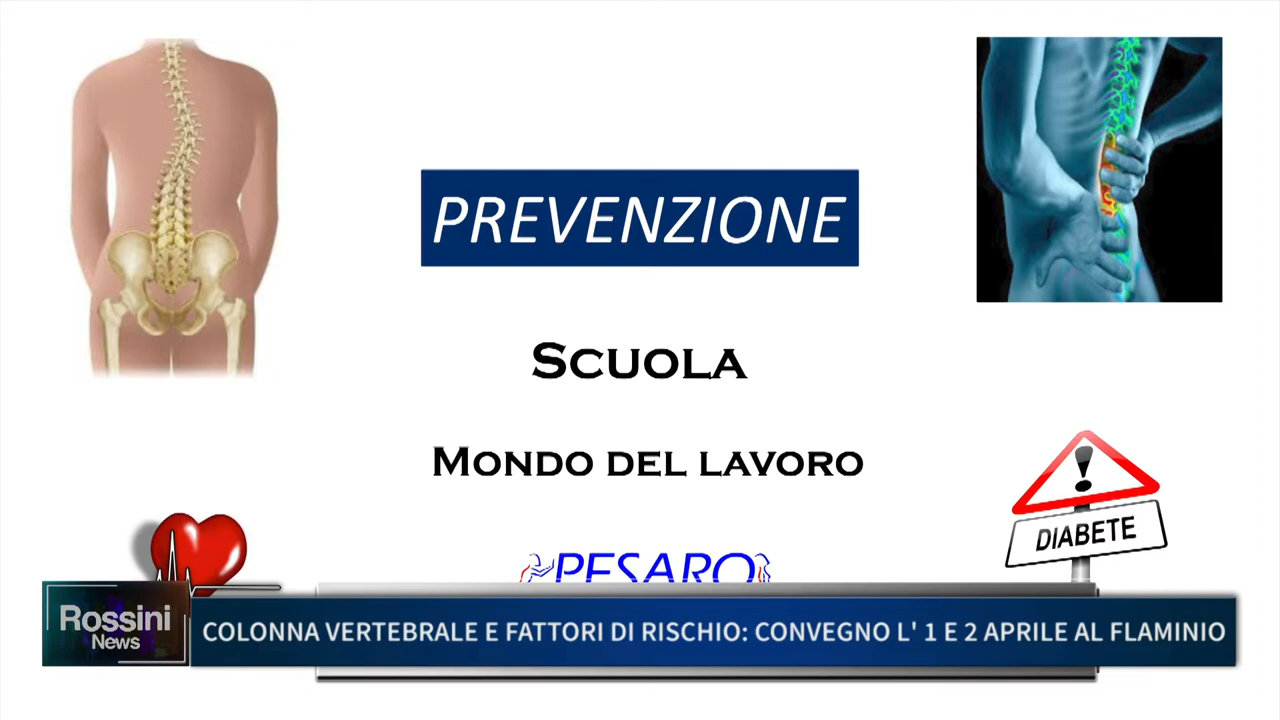 PREVENZIONE
SCUOLA
MONDO DEL LAVORO
DIABETE
PESARO
Rossini
News
COLONNA VERTEBRALE E FATTORI DI RISCHIO: CONVEGNO L' 1 E 2 APRILE AL FLAMINIO